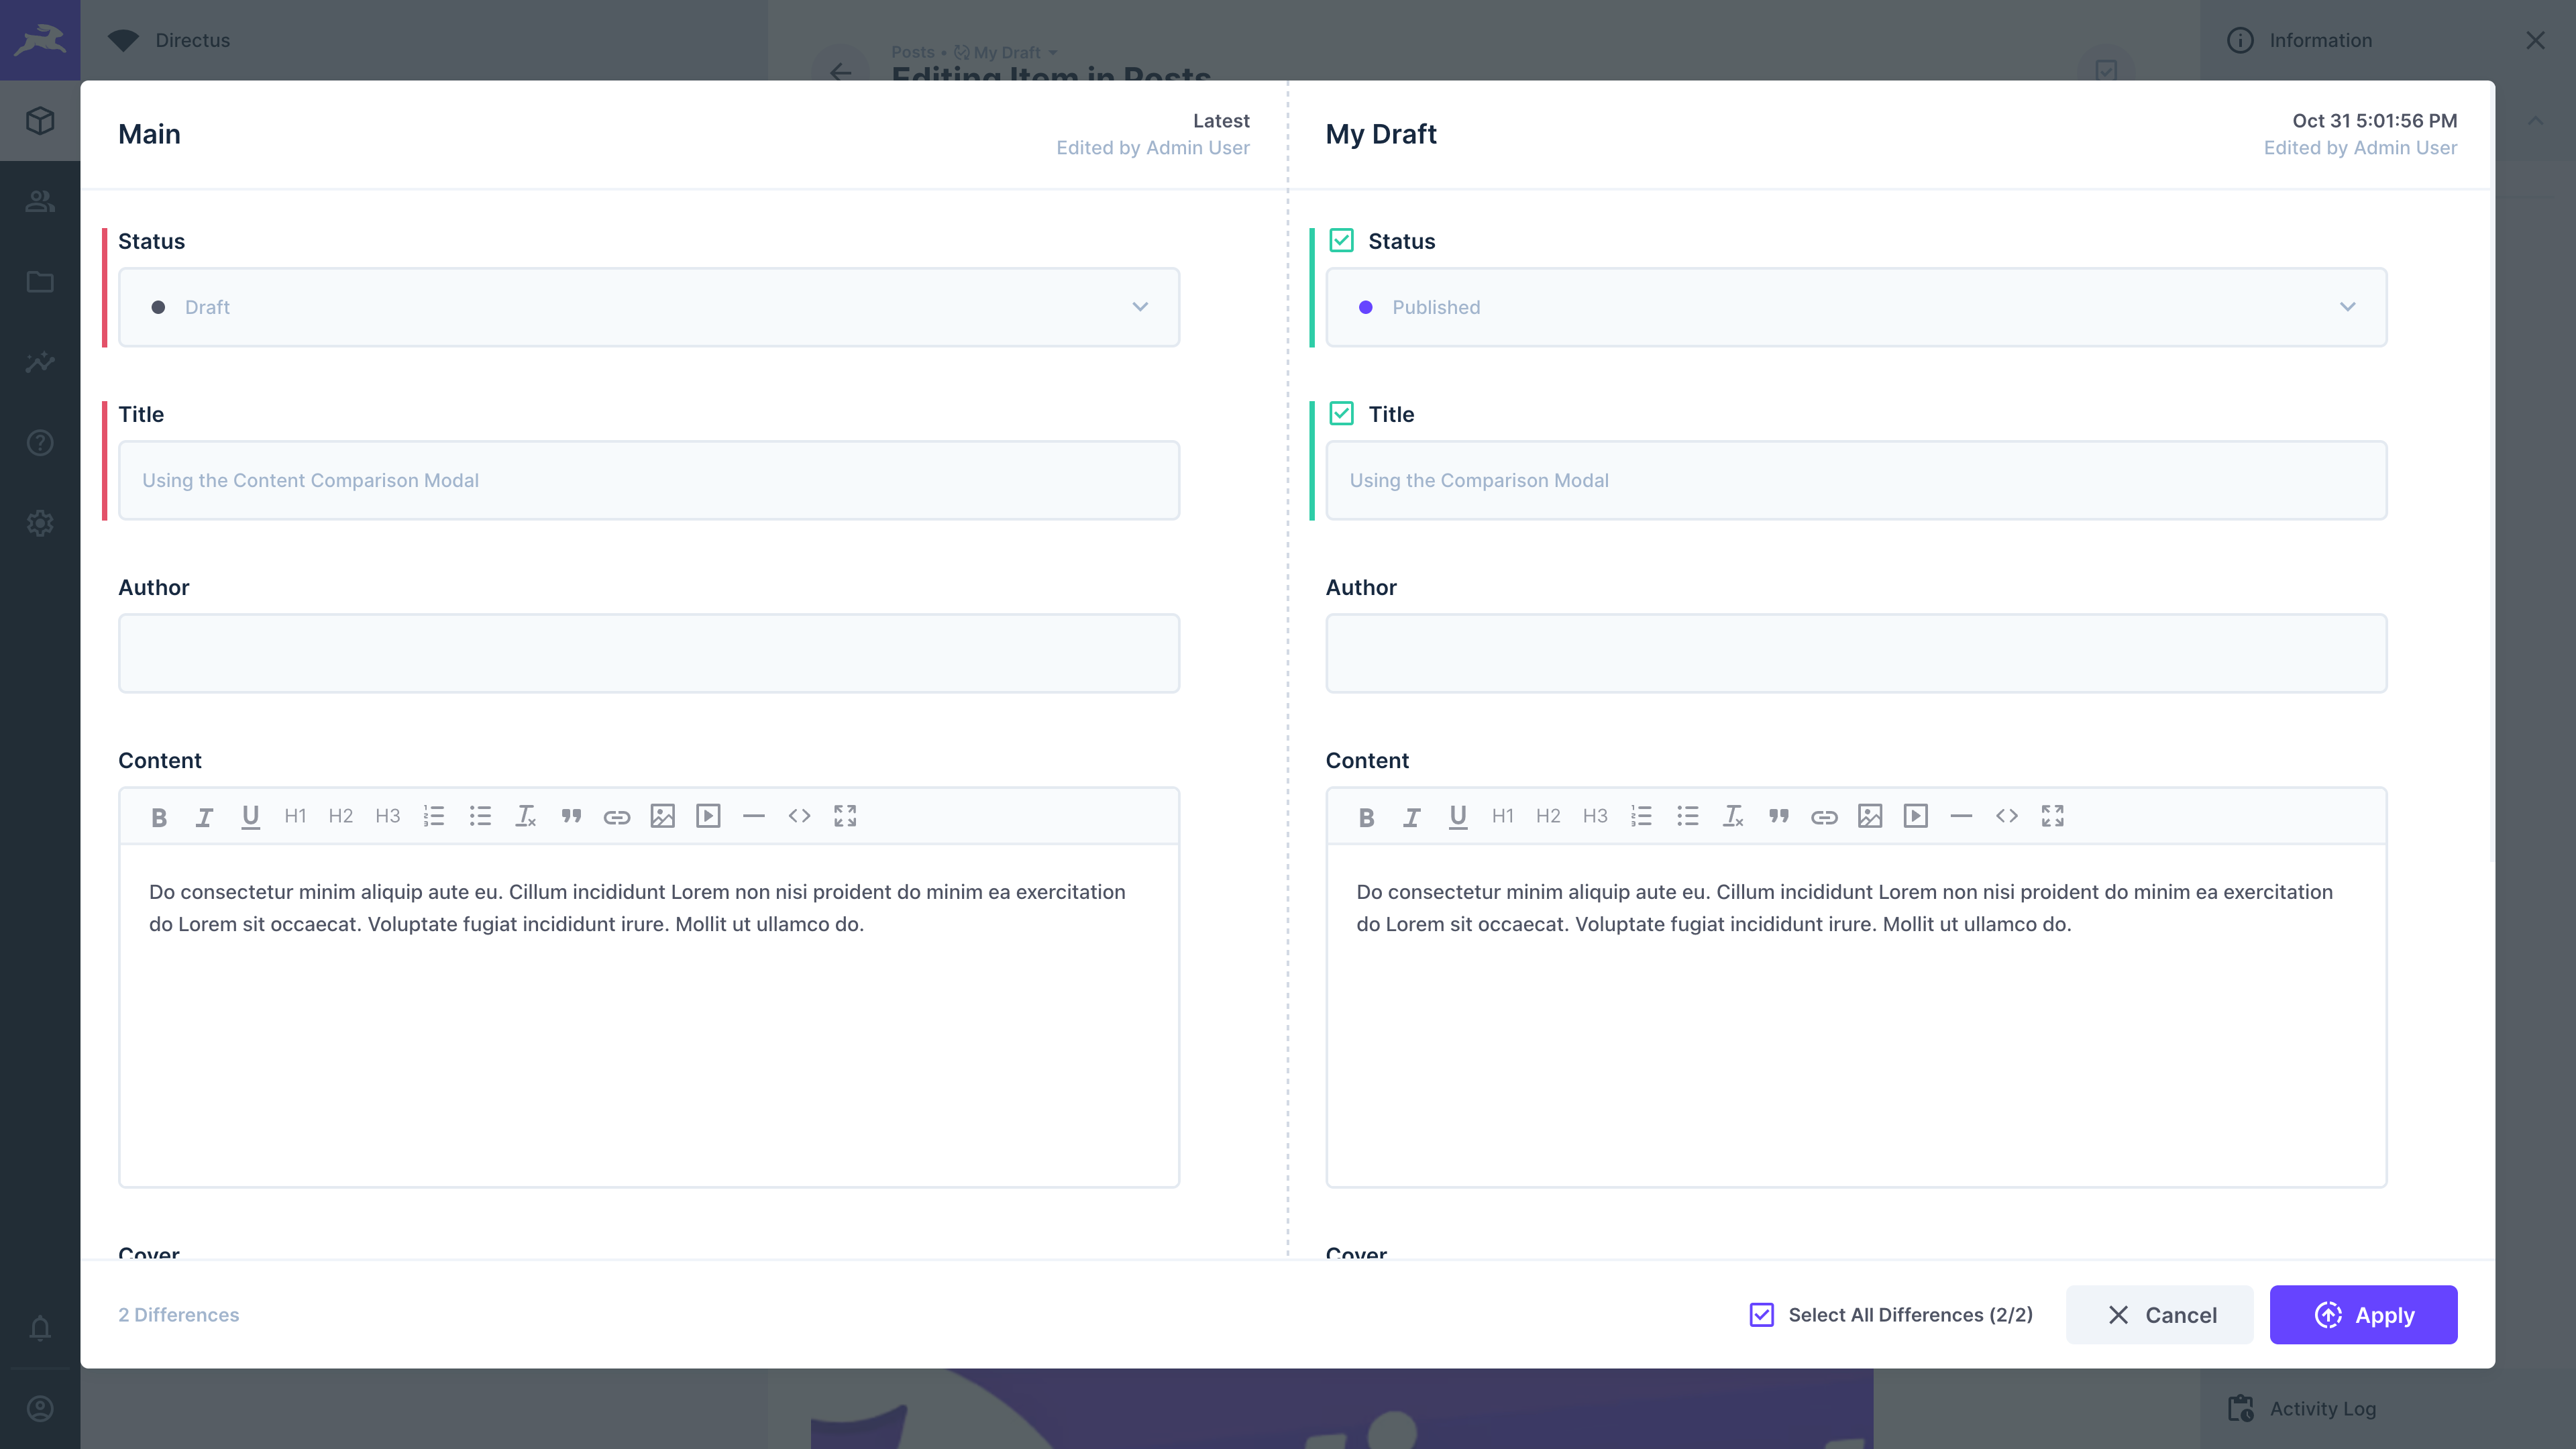 Directus
Posts • My Draft
Editing Item in Posts
Information
Main
Latest
Edited by Admin User
My Draft
Oct 31 5:01:56 PM
Edited by Admin User
Status
Draft
Title
Using the Content Comparison Modal
Author
Content
B I U H1 H2 H3
Do consectetur minim aliquip aute eu. Cillum incididunt Lorem non nisi proident do minim ea exercitation
do Lorem sit occaecat. Voluptate fugiat incididunt irure. Mollit ut ullamco do.
Cover
Status
Published
Title
Using the Comparison Modal
Author
Content
B I U H1 H2 H3
Do consectetur minim aliquip aute eu. Cillum incididunt Lorem non nisi proident do minim ea exercitation
do Lorem sit occaecat. Voluptate fugiat incididunt irure. Mollit ut ullamco do.
Cover
2 Differences
Select All Differences (2/2)
Cancel
Apply
Activity Log